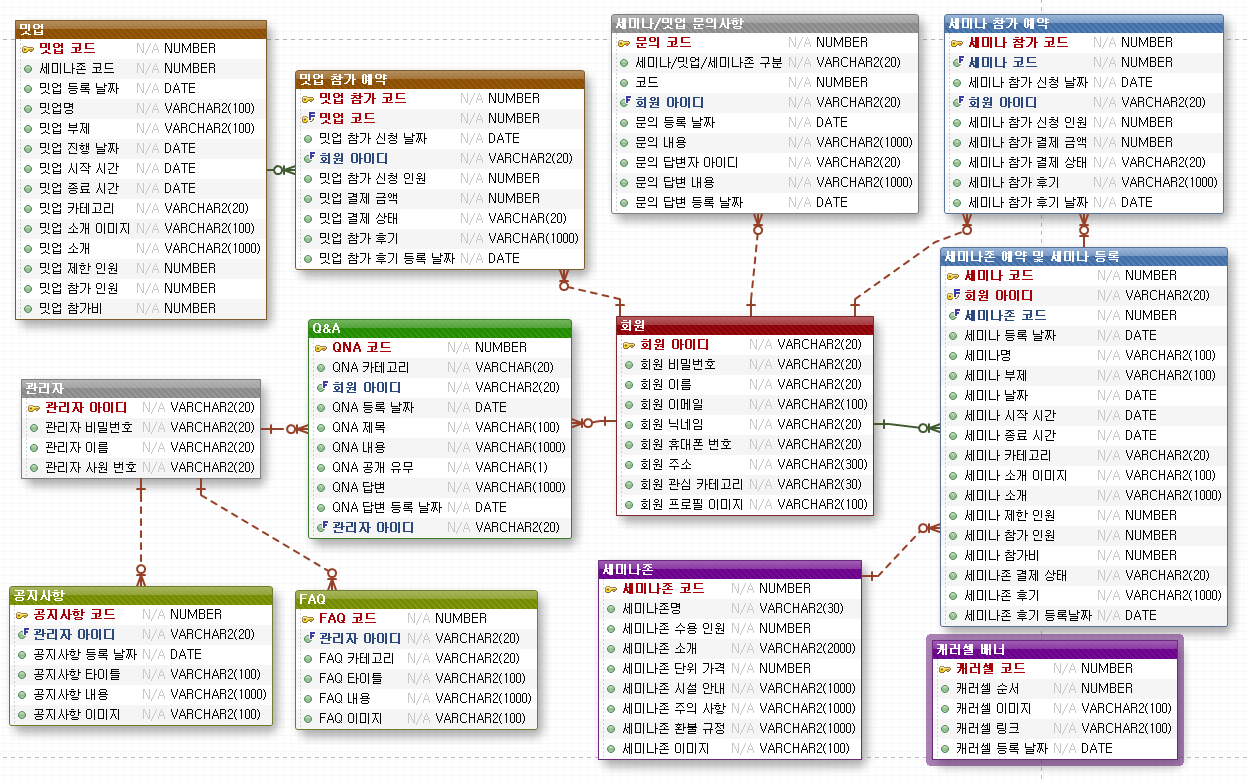 밋업
밋업 코드 N/A NUMBER
세미나존 코드 N/A NUMBER
밋업 등록 날짜 N/A DATE
밋업명 N/A VARCHAR2(100)
밋업 부제 N/A VARCHAR2(100)
밋업 진행 날짜 N/A DATE
밋업 시작 시간 N/A DATE
밋업 종료 시간 N/A DATE
밋업 카테고리 N/A VARCHAR2(20)
밋업 소개 이미지 N/A VARCHAR2(100)
밋업 소개 N/A VARCHAR2(1000)
밋업 제한 인원 N/A NUMBER
밋업 참가 인원 N/A NUMBER
밋업 참가비 N/A NUMBER
밋업 참가 예약
밋업 참가 코드 N/A NUMBER
밋업 코드 N/A NUMBER
밋업 참가 신청 날짜 N/A DATE
회원 아이디 N/A VARCHAR2(20)
밋업 참가 신청 인원 N/A NUMBER
밋업 결제 금액 N/A NUMBER
밋업 결제 상태 N/A VARCHAR(20)
밋업 참가 후기 N/A VARCHAR(1000)
밋업 참가 후기 등록 날짜 N/A DATE
세미나/밋업 문의사항
문의 코드 N/A NUMBER
세미나/밋업/세미나존 구분 N/A VARCHAR2(20)
코드 N/A NUMBER
회원 아이디 N/A VARCHAR2(20)
문의 등록 날짜 N/A DATE
문의 내용 N/A VARCHAR2(1000)
문의 답변자 아이디 N/A VARCHAR2(20)
문의 답변 내용 N/A VARCHAR2(1000)
문의 답변 등록 날짜 N/A DATE
세미나 참가 예약
세미나 참가 코드 N/A NUMBER
세미나 코드 N/A NUMBER
세미나 참가 신청 날짜 N/A DATE
회원 아이디 N/A VARCHAR2(20)
세미나 참가 신청 인원 N/A NUMBER
세미나 참가 결제 금액 N/A NUMBER
세미나 참가 결제 상태 N/A VARCHAR2(20)
세미나 참가 후기 N/A VARCHAR2(1000)
세미나 참가 후기 날짜 N/A DATE
세미나존 예약 및 세미나 등록
세미나 코드 N/A NUMBER
회원 아이디 N/A VARCHAR2(20)
세미나존 코드 N/A NUMBER
세미나 등록 날짜 N/A DATE
세미나명 N/A VARCHAR2(100)
세미나 부제 N/A VARCHAR2(100)
세미나 날짜 N/A DATE
세미나 시작 시간 N/A DATE
세미나 종료 시간 N/A DATE
세미나 카테고리 N/A VARCHAR2(20)
세미나 소개 이미지 N/A VARCHAR2(100)
세미나 소개 N/A VARCHAR2(1000)
세미나 제한 인원 N/A NUMBER
세미나 참가 인원 N/A NUMBER
세미나 참가비 N/A NUMBER
세미나존 결제 상태 N/A VARCHAR2(20)
세미나존 후기 N/A VARCHAR2(1000)
세미나존 후기 등록날짜 N/A DATE
Q&A
QNA 코드 N/A NUMBER
QNA 카테고리 N/A VARCHAR(20)
회원 아이디 N/A VARCHAR2(20)
QNA 등록 날짜 N/A DATE
QNA 제목 N/A VARCHAR(100)
QNA 내용 N/A VARCHAR(1000)
QNA 공개 유무 N/A VARCHAR(1)
QNA 답변 N/A VARCHAR(1000)
QNA 답변 등록 날짜 N/A DATE
관리자 아이디 N/A VARCHAR2(20)
회원
회원 아이디 N/A VARCHAR2(20)
회원 비밀번호 N/A VARCHAR2(20)
회원 이름 N/A VARCHAR2(20)
회원 이메일 N/A VARCHAR2(100)
회원 닉네임 N/A VARCHAR2(20)
회원 휴대폰 번호 N/A VARCHAR2(20)
회원 주소 N/A VARCHAR2(300)
회원 관심 카테고리 N/A VARCHAR2(30)
회원 프로필 이미지 N/A VARCHAR2(100)
관리자
관리자 아이디 N/A VARCHAR2(20)
관리자 비밀번호 N/A VARCHAR2(20)
관리자 이름 N/A VARCHAR2(20)
관리자 사원 번호 N/A VARCHAR2(20)
공지사항
공지사항 코드 N/A NUMBER
관리자 아이디 N/A VARCHAR2(20)
공지사항 등록 날짜 N/A DATE
공지사항 타이틀 N/A VARCHAR2(100)
공지사항 내용 N/A VARCHAR2(1000)
공지사항 이미지 N/A VARCHAR2(100)
FAQ
FAQ 코드 N/A NUMBER
관리자 아이디 N/A VARCHAR2(20)
FAQ 카테고리 N/A VARCHAR2(20)
FAQ 타이틀 N/A VARCHAR2(100)
FAQ 내용 N/A VARCHAR2(1000)
FAQ 이미지 N/A VARCHAR2(100)
세미나존
세미나존 코드 N/A NUMBER
세미나존명 N/A VARCHAR2(30)
세미나존 수용 인원 N/A NUMBER
세미나존 소개 N/A VARCHAR2(2000)
세미나존 단위 가격 N/A NUMBER
세미나존 시설 안내 N/A VARCHAR2(1000)
세미나존 주의 사항 N/A VARCHAR2(1000)
세미나존 환불 규정 N/A VARCHAR2(1000)
세미나존 이미지 N/A VARCHAR2(100)
캐러셀 배너
캐러셀 코드 N/A NUMBER
캐러셀 순서 N/A NUMBER
캐러셀 이미지 N/A VARCHAR2(100)
캐러셀 링크 N/A VARCHAR2(100)
캐러셀 등록 날짜 N/A DATE